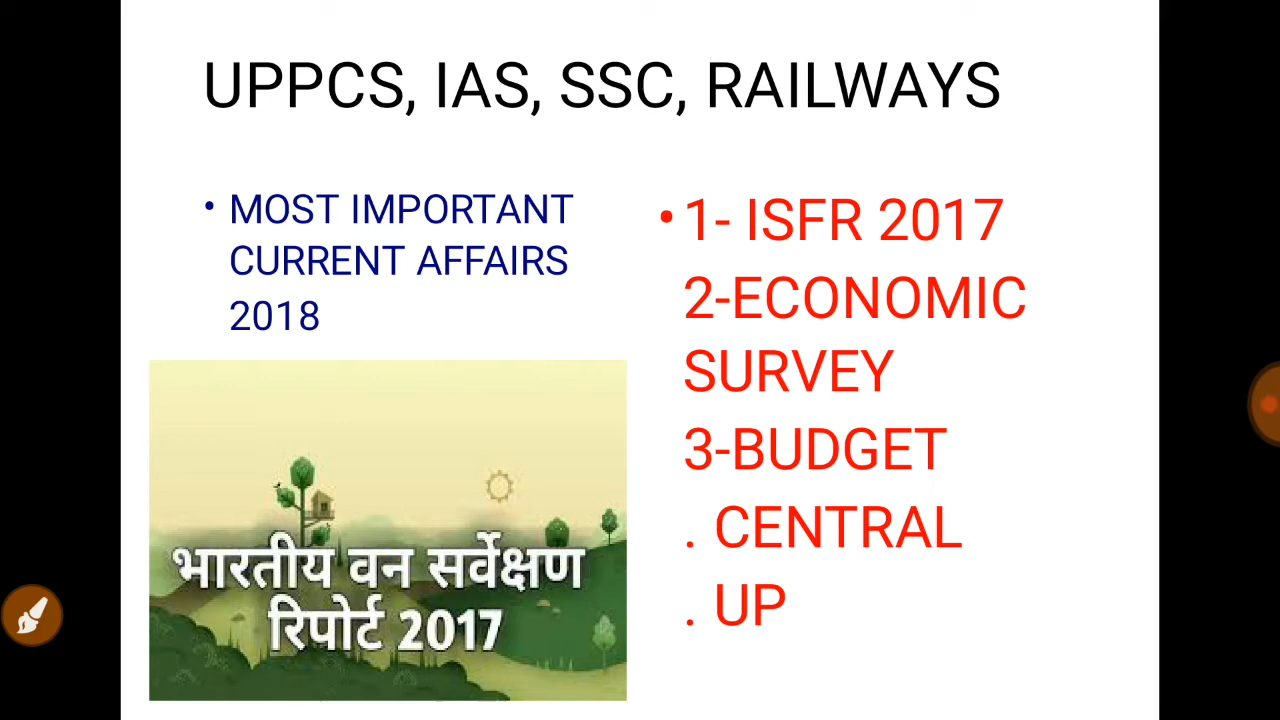 UPPCS, IAS, SSC, RAILWAYS
• MOST IMPORTANT
CURRENT AFFAIRS
2018
भारतीय वन सर्वेक्षण
रिपोर्ट 2017
• 1- ISFR 2017
2-ECONOMIC
SURVEY
3-BUDGET
. CENTRAL
. UP